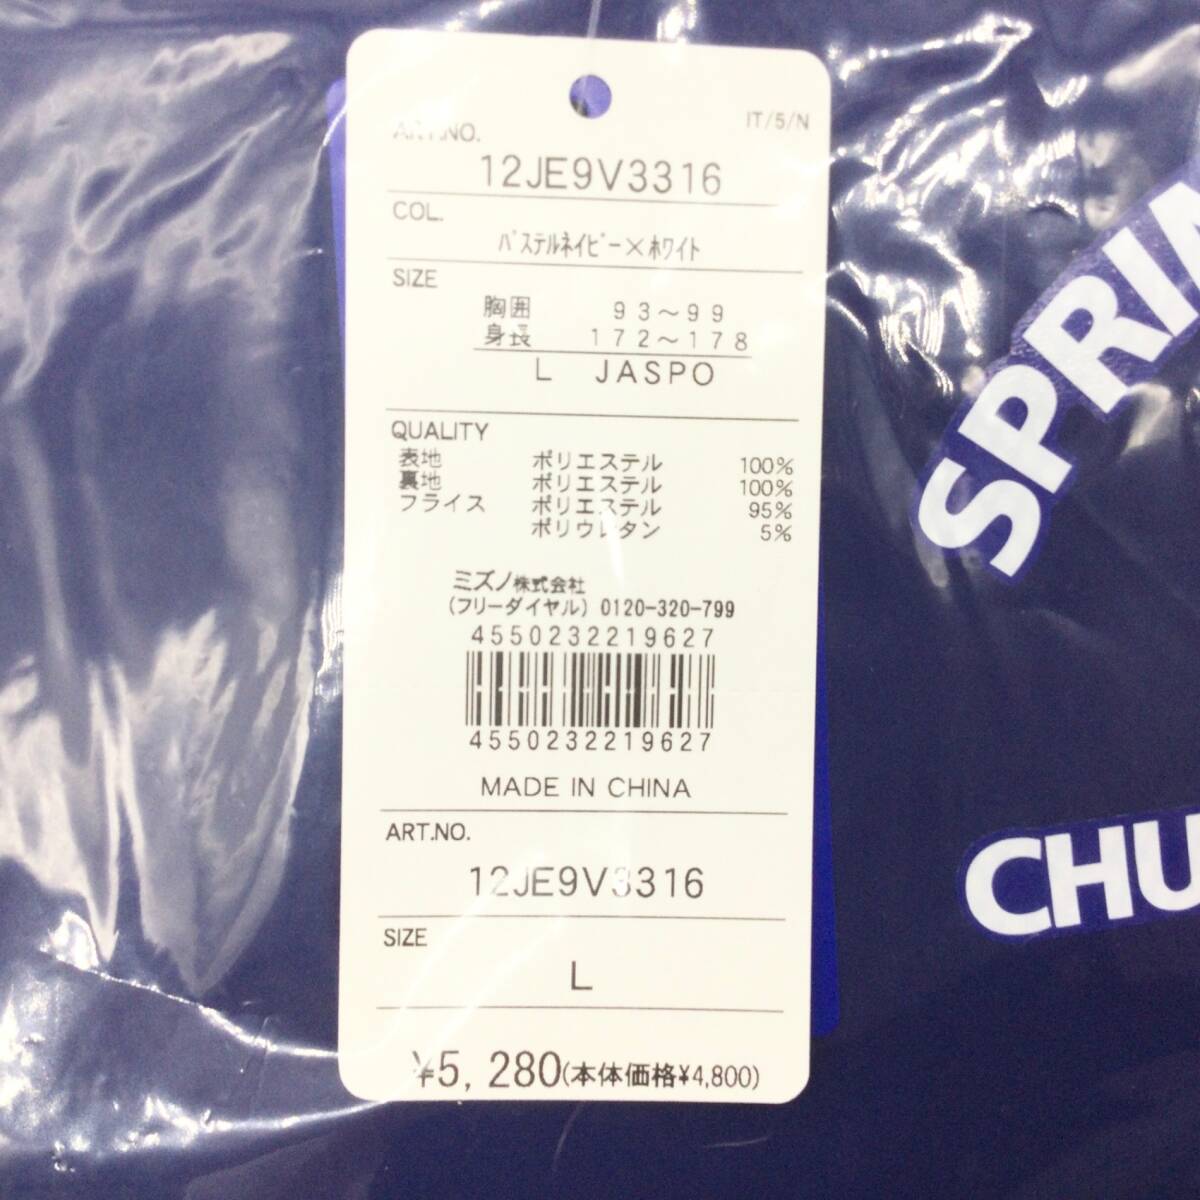 IT/5/N
ART.NO.
12JE9V3316
COL.
ﾊﾟｽﾃﾙﾈｲﾋﾞｰ×ﾎﾜｲﾄ
SIZE
胸囲 93～99
身長 172～178
L JASPO
QUALITY
表地 ポリエステル 100%
裏地 ポリエステル 100%
フライス ポリエステル 95%
ポリウレタン 5%
ミズノ株式会社
(フリーダイヤル) 0120-320-799
4550232219627
4550232219627
MADE IN CHINA
ART.NO.
12JE9V3316
SIZE
L
¥5,280(本体価格¥4,800)
SPRIA
CHU